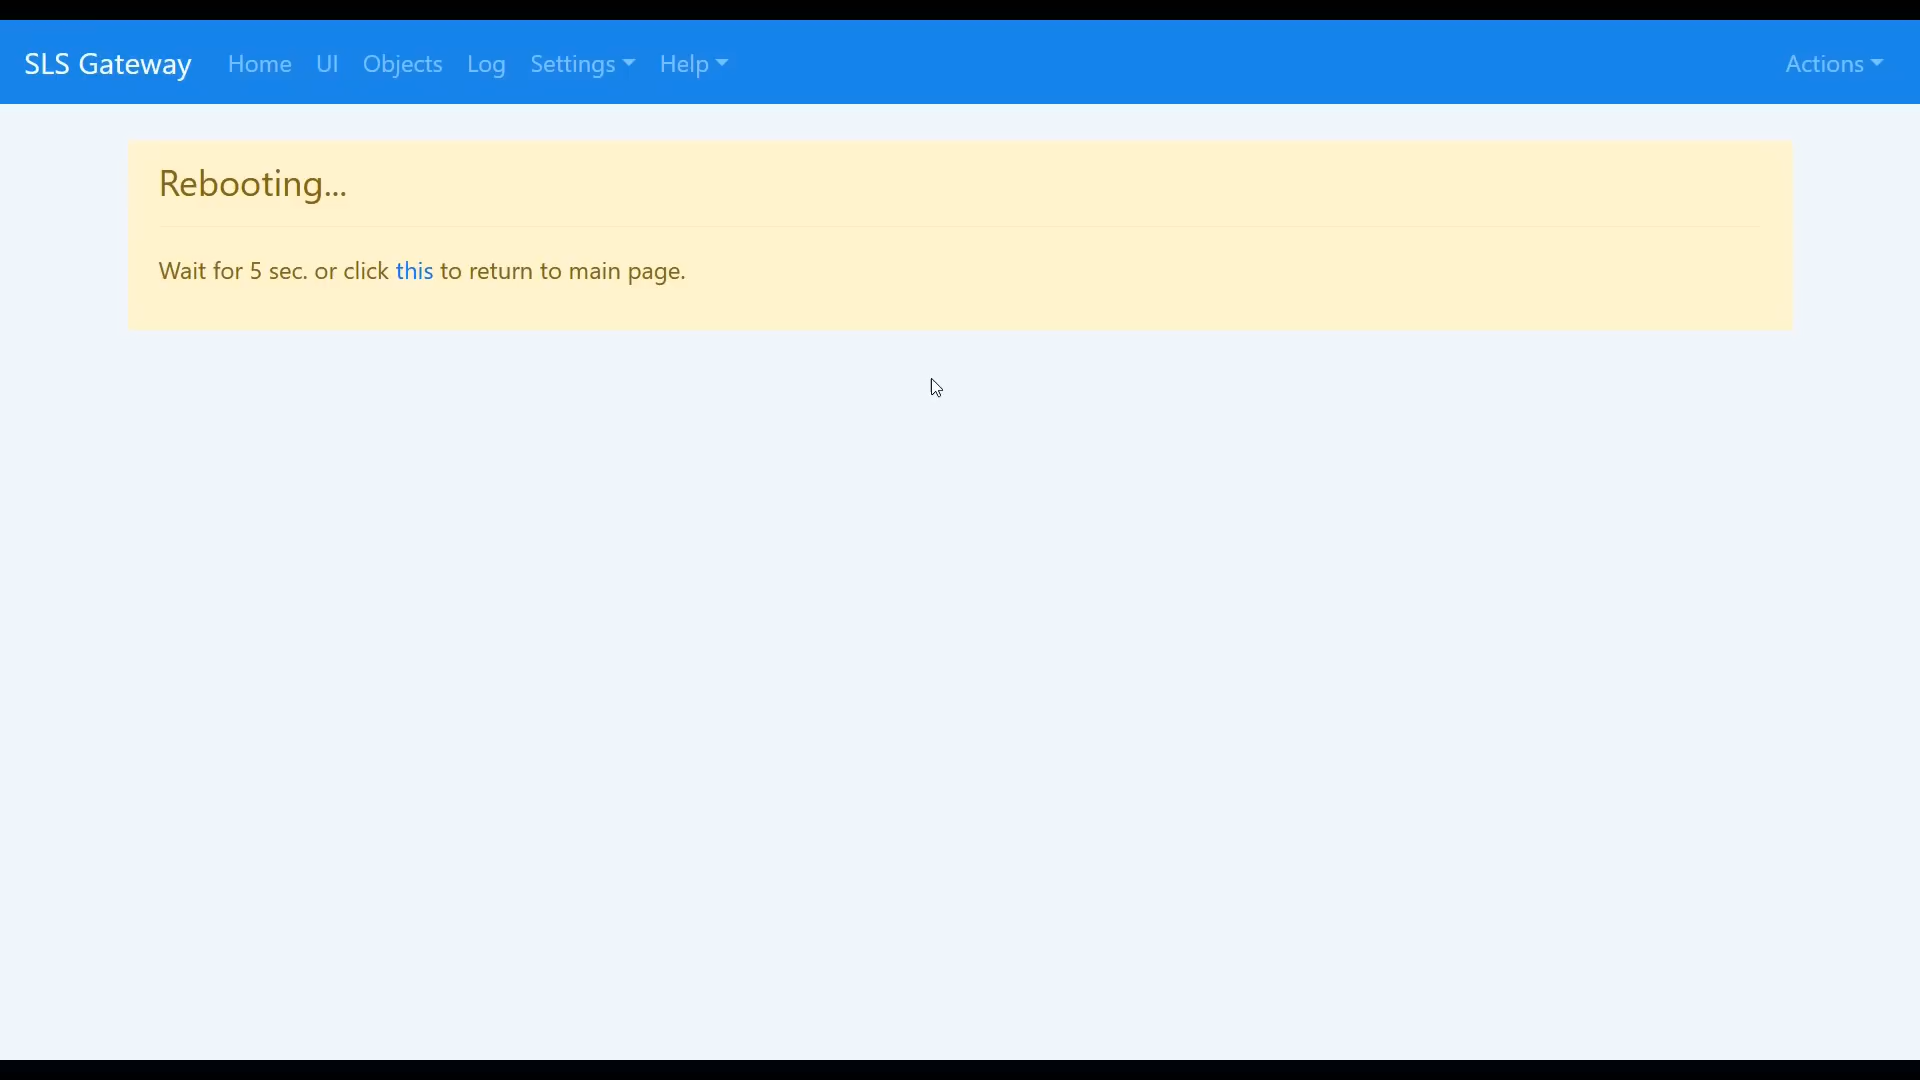 SLS Gateway Home UI Objects Log Settings Help Actions
Rebooting...
Wait for 5 sec. or click this to return to main page.